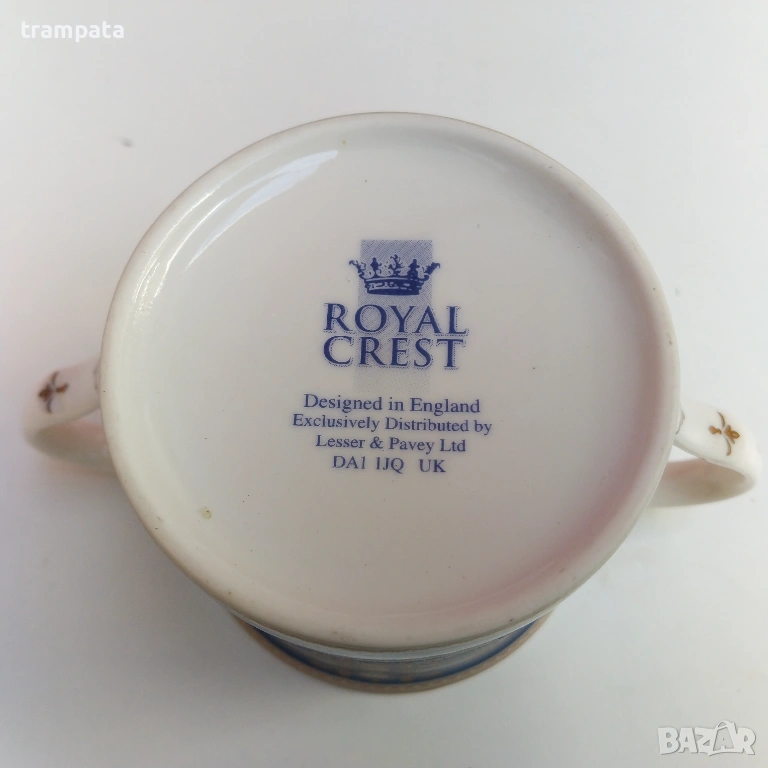 trampata
ROYAL
CREST
Designed in England
Exclusively Distributed by
Lesser & Pavey Ltd
DA1 1JQ UK
BAZAR